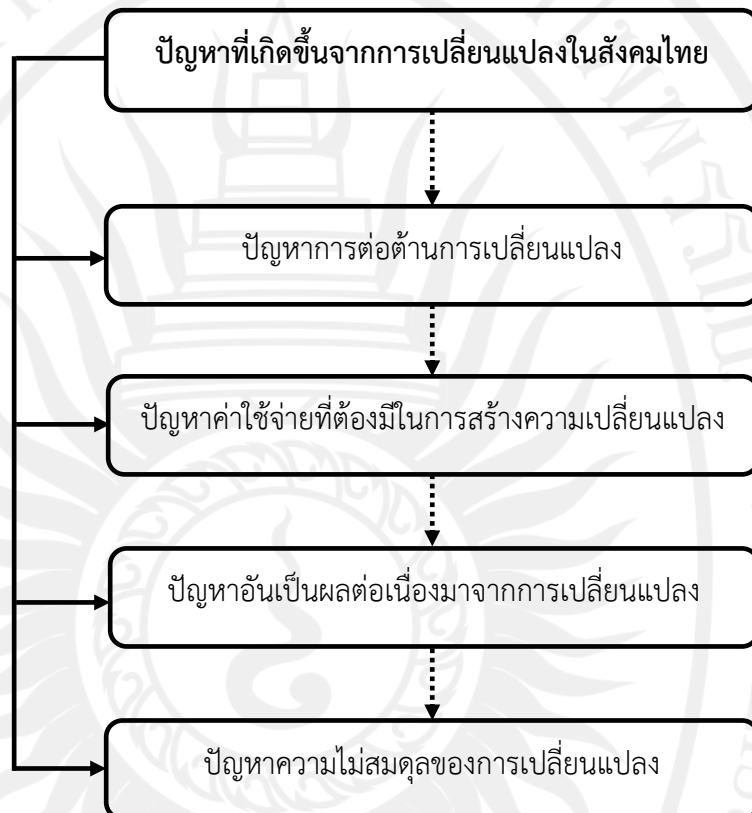 ปัญหาที่เกิดขึ้นจากการเปลี่ยนแปลงในสังคมไทย
ปัญหาการต่อต้านการเปลี่ยนแปลง
ปัญหาค่าใช้จ่ายที่ต้องมีในการสร้างความเปลี่ยนแปลง
ปัญหาอันเป็นผลต่อเนื่องมาจากการเปลี่ยนแปลง
ปัญหาความไม่สมดุลของการเปลี่ยนแปลง